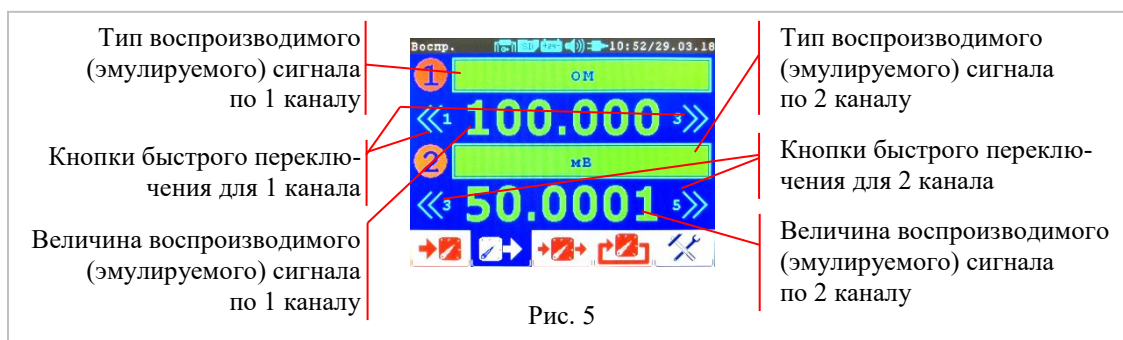 Тип воспроизводимого
(эмулируемого) сигнала
по 1 каналу
Кнопки быстрого переклю-
чения для 1 канала
Величина воспроизводимого
(эмулируемого) сигнала
по 1 каналу
Воспр.
SD
10:52/29.03.18
1
ОМ
1
100.000
3
2
мВ
3
50.0001
5
Тип воспроизводимого
(эмулируемого) сигнала
по 2 каналу
Кнопки быстрого переклю-
чения для 2 канала
Величина воспроизводимого
(эмулируемого) сигнала
по 2 каналу
Рис. 5